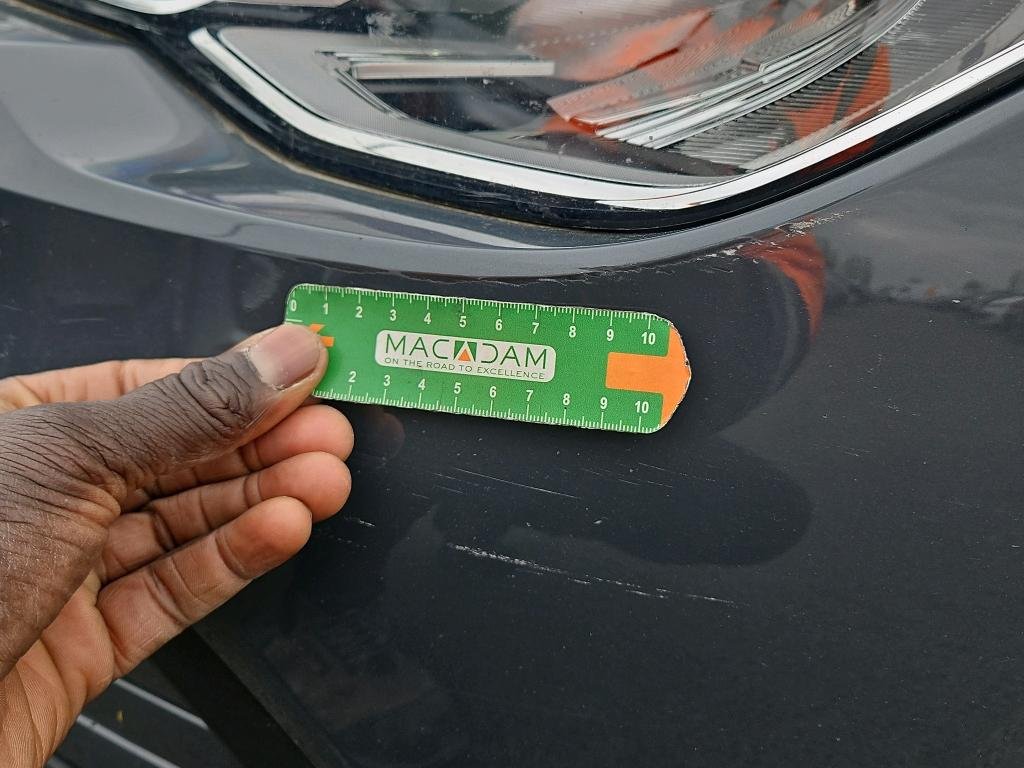 0 1 2 3 4 5 6 7 8 9 10
MACADAM
ON THE ROAD TO EXCELLENCE
2 3 4 5 6 7 8 9 10